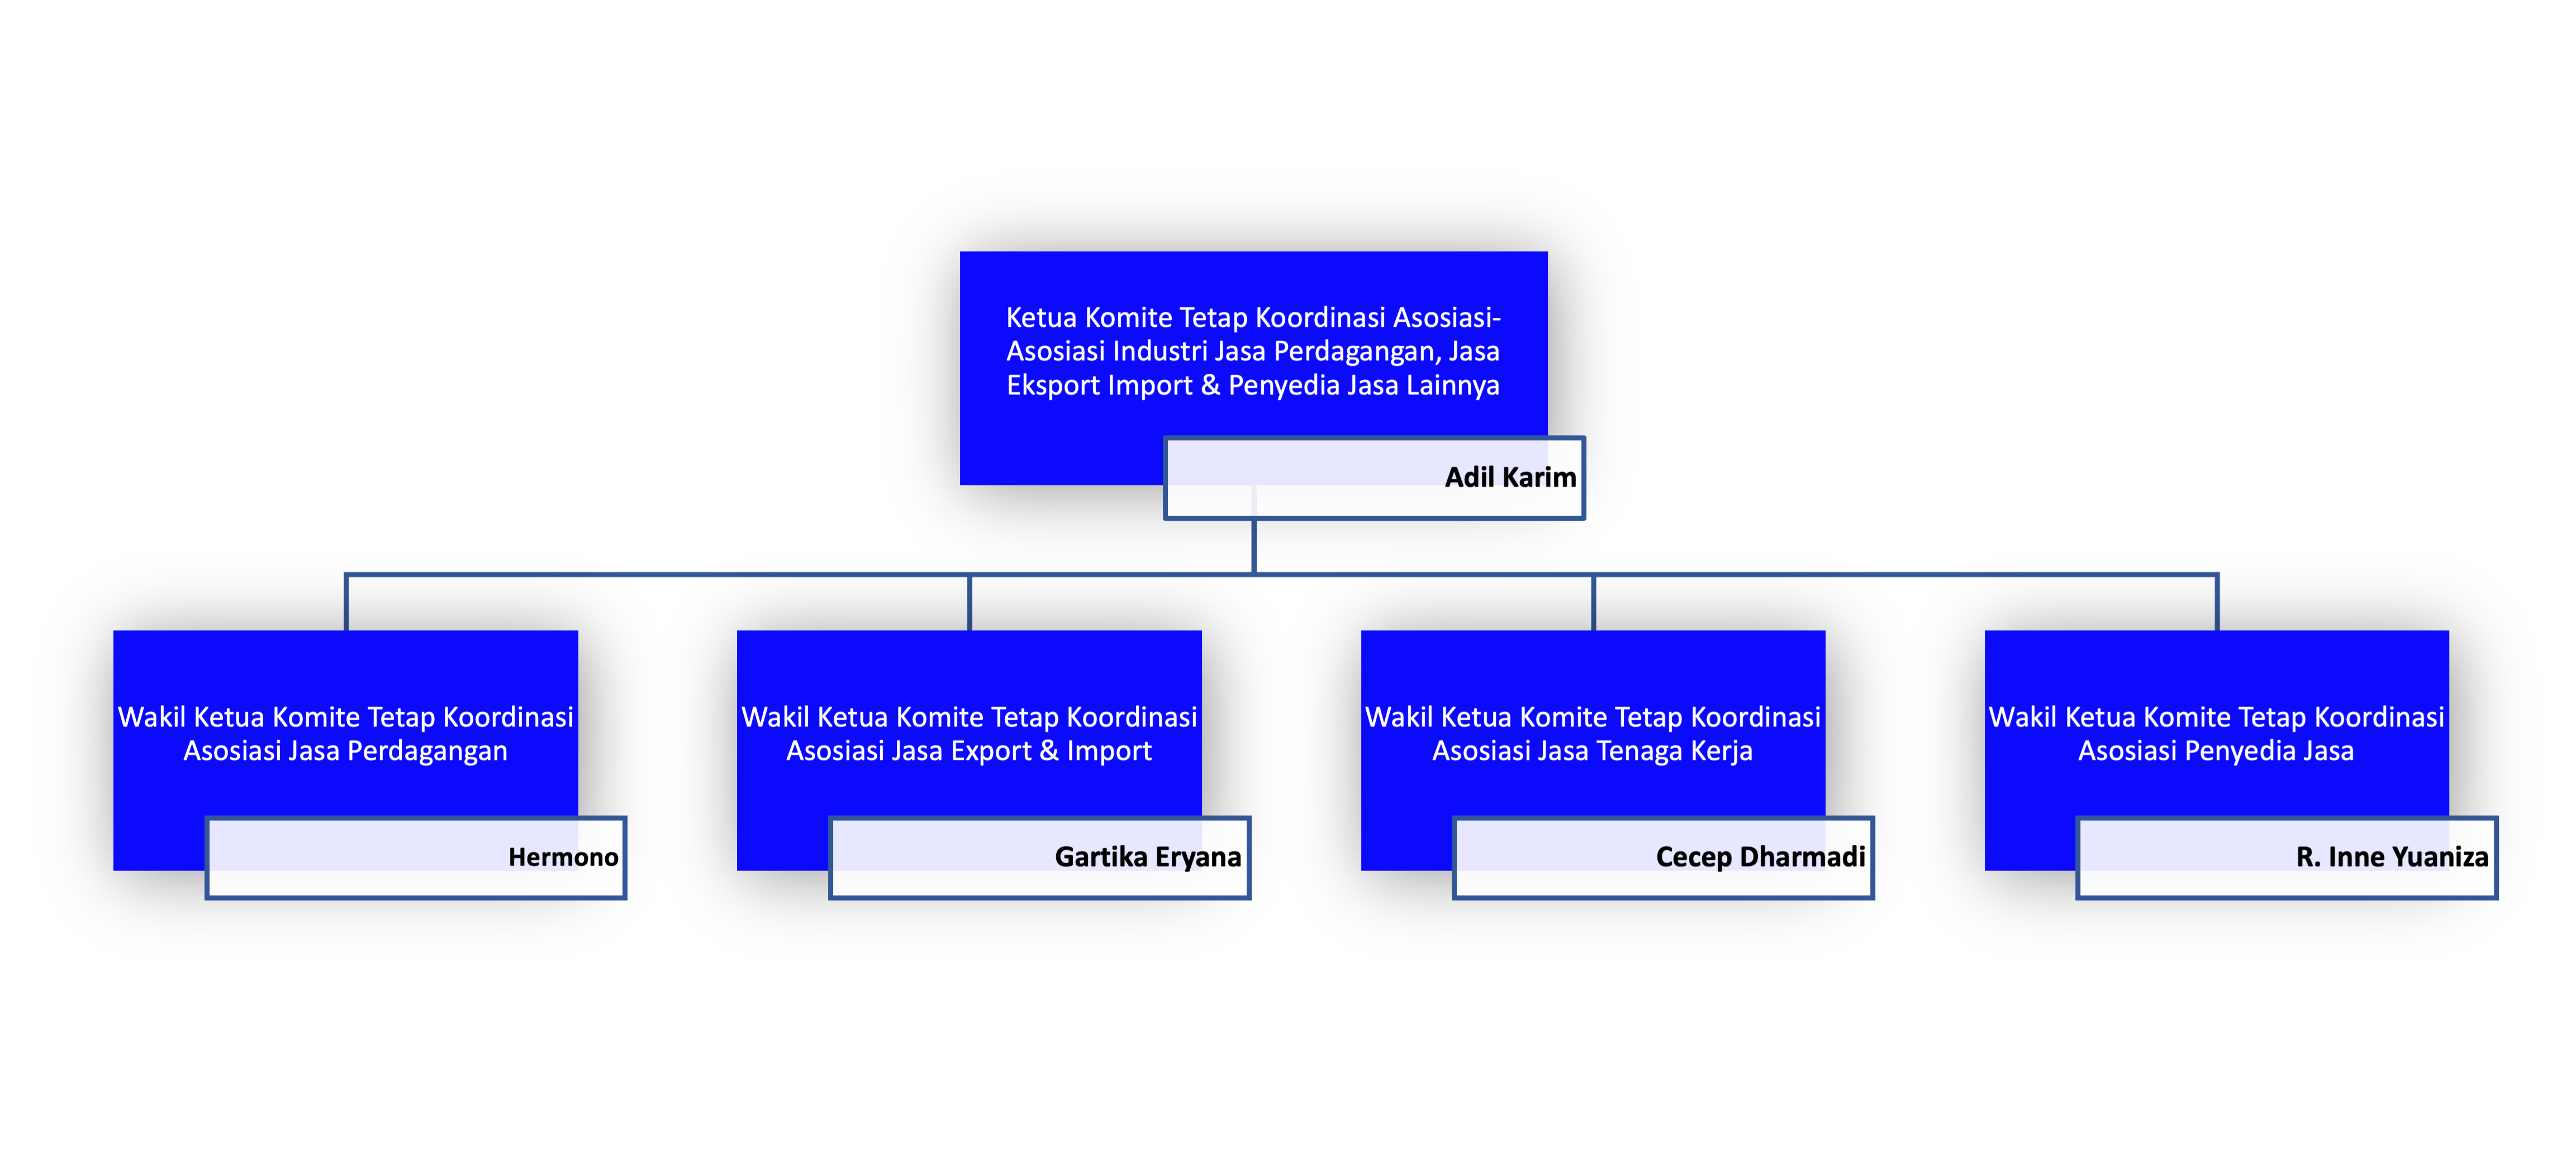 Ketua Komite Tetap Koordinasi Asosiasi-
Asosiasi Industri Jasa Perdagangan, Jasa
Eksport Import & Penyedia Jasa Lainnya
Adil Karim
Wakil Ketua Komite Tetap Koordinasi
Asosiasi Jasa Perdagangan
Hermono
Wakil Ketua Komite Tetap Koordinasi
Asosiasi Jasa Export & Import
Gartika Eryana
Wakil Ketua Komite Tetap Koordinasi
Asosiasi Jasa Tenaga Kerja
Cecep Dharmadi
Wakil Ketua Komite Tetap Koordinasi
Asosiasi Penyedia Jasa
R. Inne Yuaniza